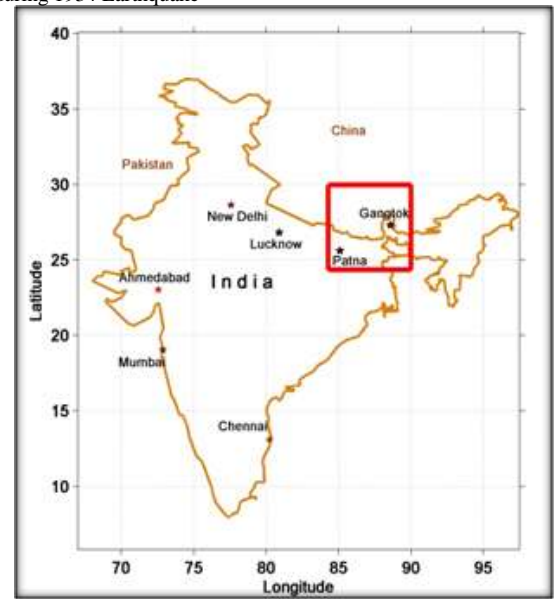 during 1934 Earthquake
40
35
China
Pakistan
30
Gangtok
New Delhi
Lucknow
Patna
25
Ahmedabad
India
Latitude
20
Mumbai
15
Chennai
10
70 75 80 85 90 95
Longitude